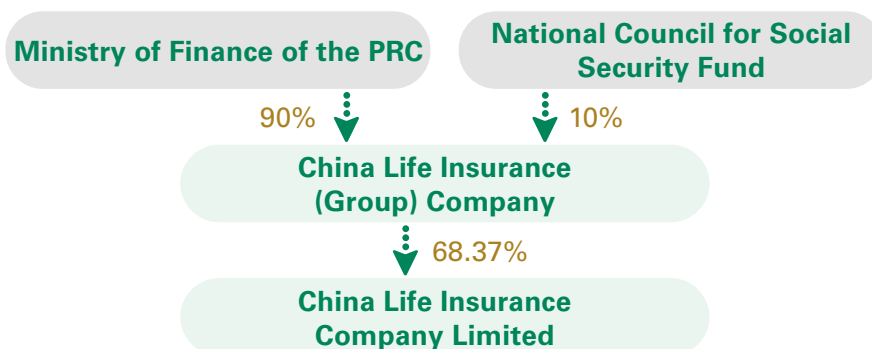 Ministry of Finance of the PRC
National Council for Social
Security Fund
90%
10%
China Life Insurance
(Group) Company
68.37%
China Life Insurance
Company Limited